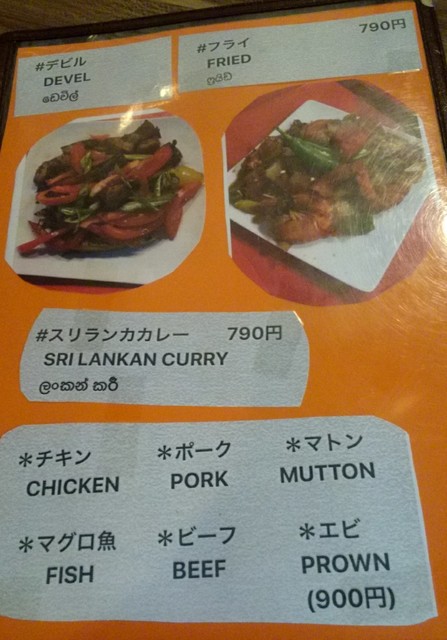 #デビル
DEVEL
ඩෙවිල්
#フライ 790円
FRIED
ෆ්‍රයිඩ්
#スリランカカレー 790円
SRI LANKAN CURRY
ලංකන් කරී
*チキン *ポーク *マトン
CHICKEN PORK MUTTON
*マグロ魚 *ビーフ *エビ
FISH BEEF PROWN
(900円)